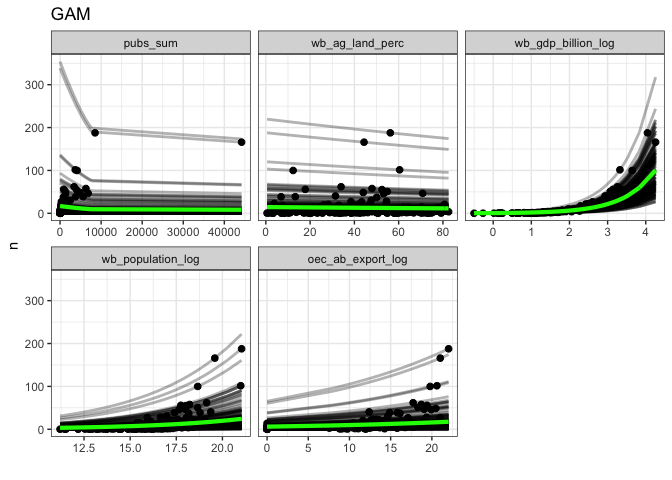 GAM
pubs_sum wb_ag_land_perc wb_gdp_billion_log
300
200
100
0
0 10000 20000 30000 40000 0 20 40 60 80 0 1 2 3 4
n
wb_population_log oec_ab_export_log
300
200
100
0
12.5 15.0 17.5 20.0 0 5 10 15 20